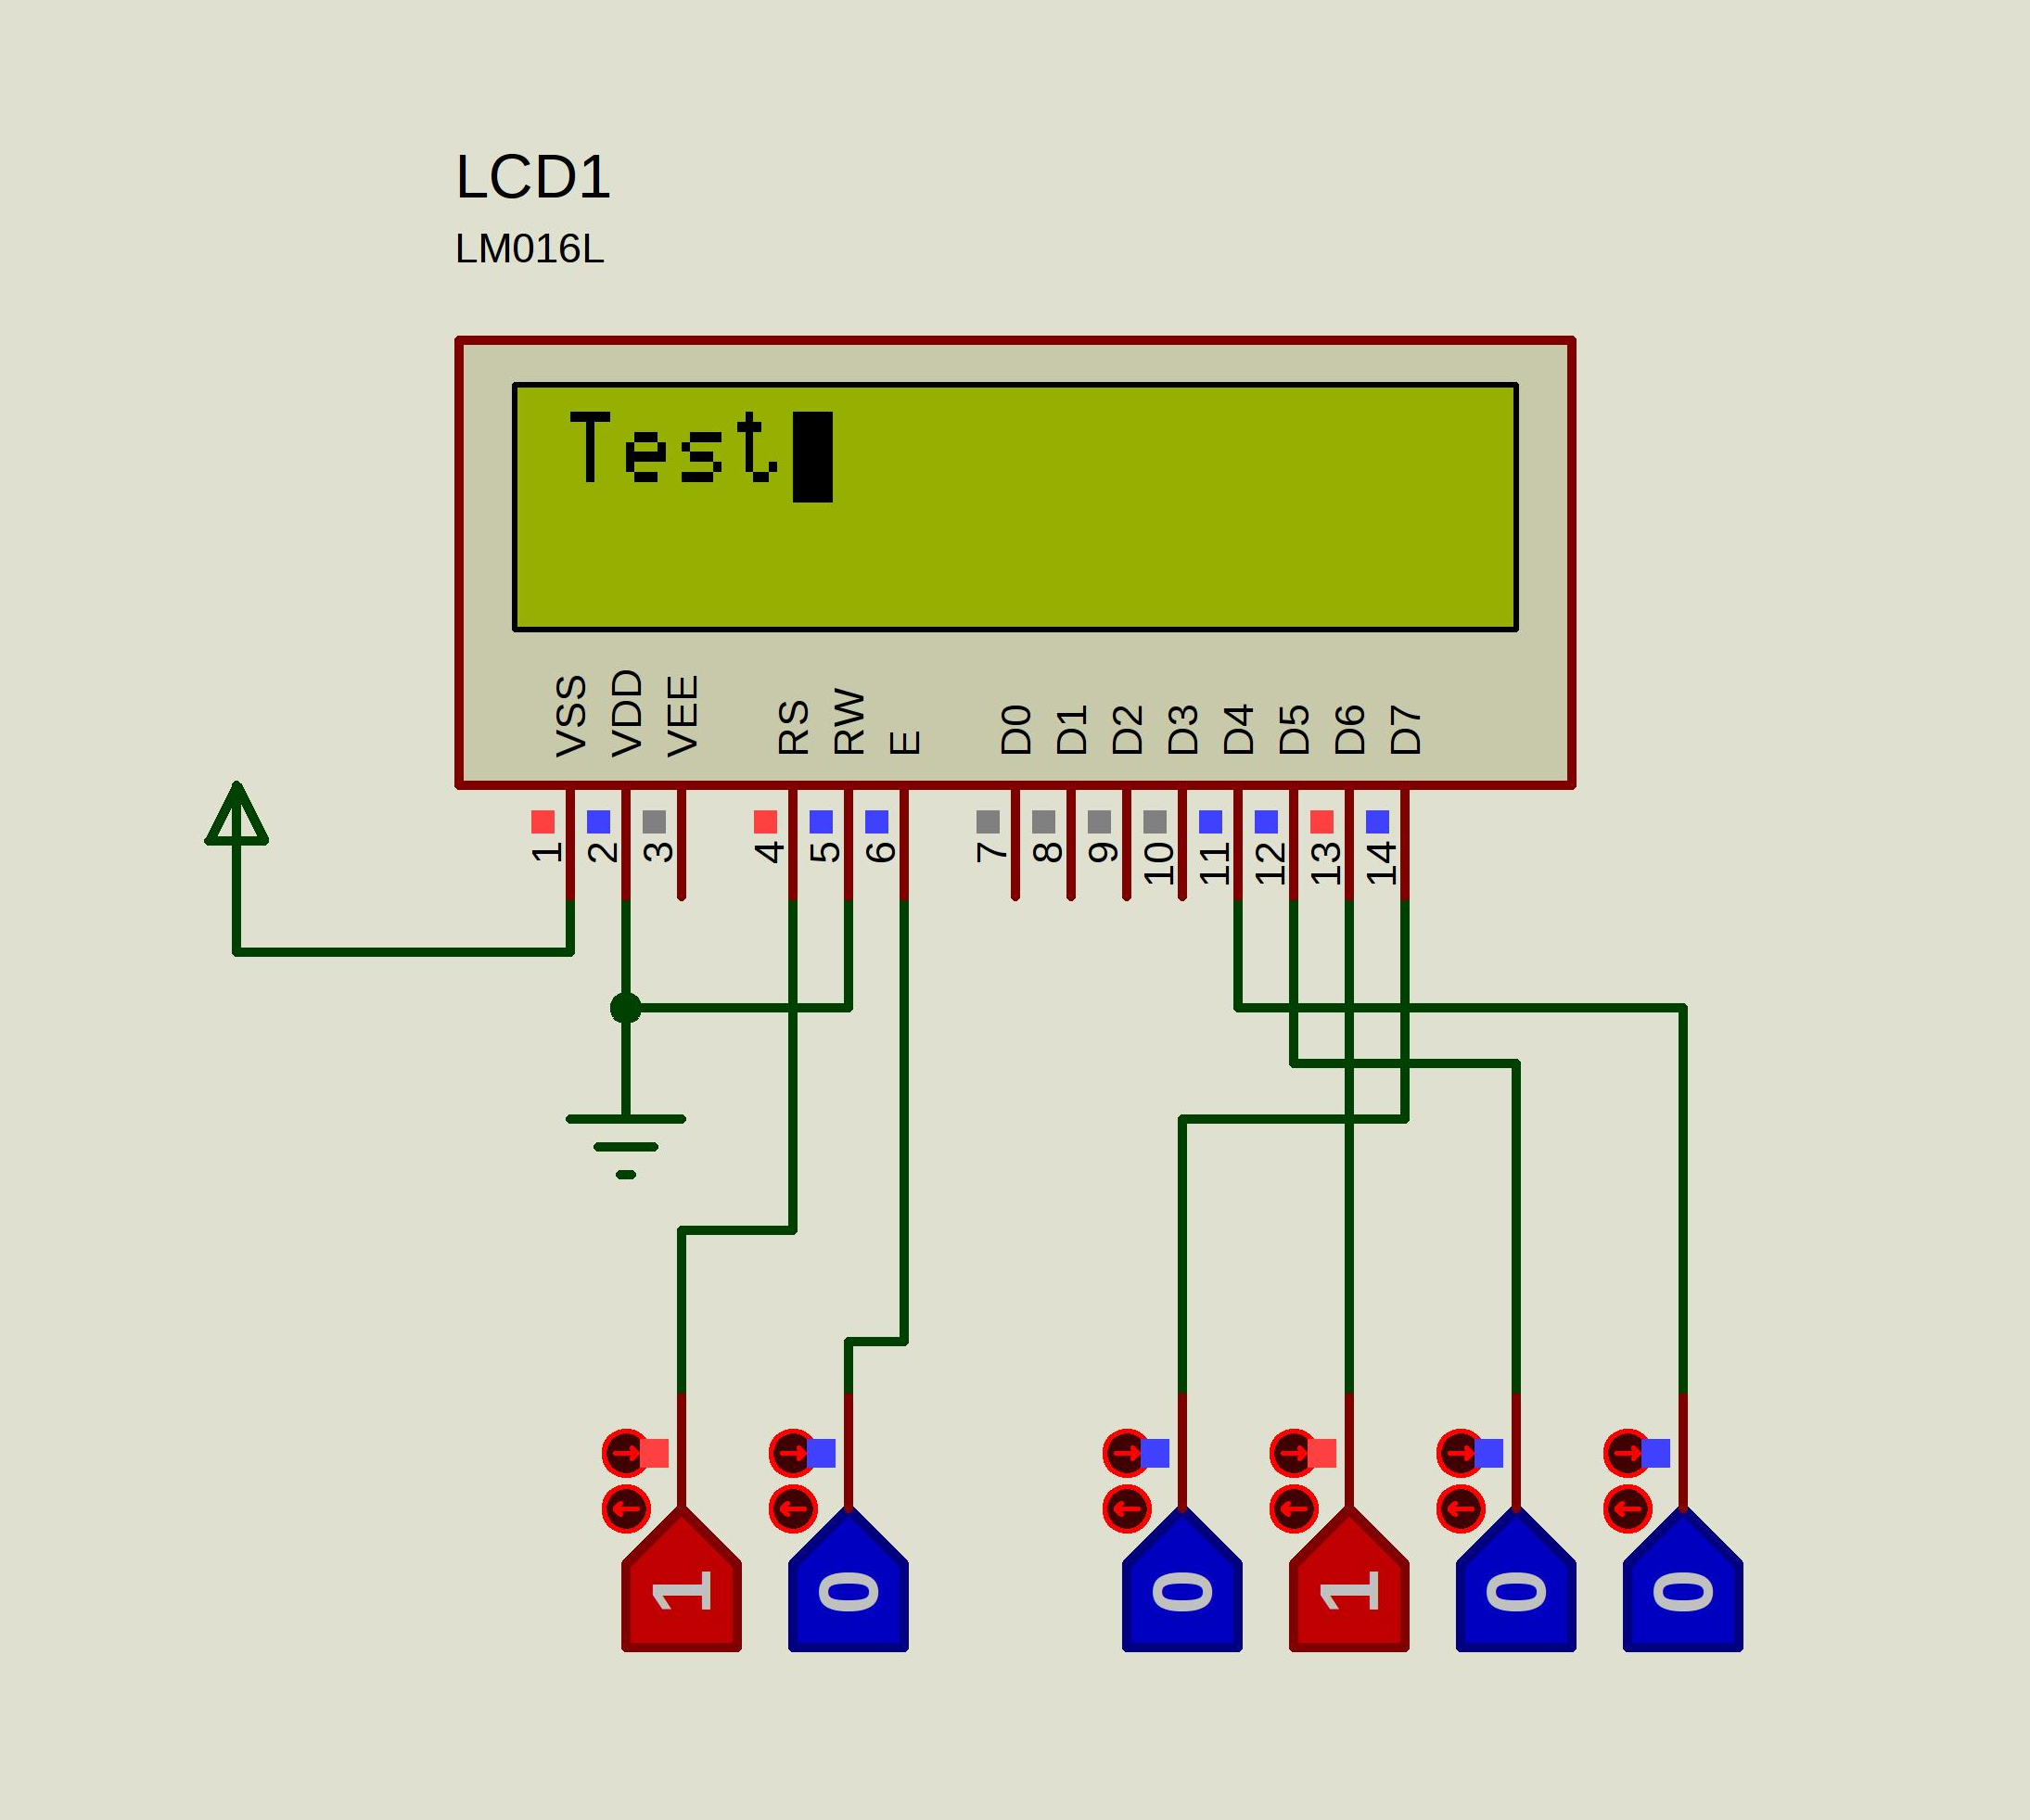 LCD1
LM016L
Test
VSS VDD VEE RS RW E D0 D1 D2 D3 D4 D5 D6 D7
1 2 3 4 5 6 7 8 9 10 11 12 13 14
1 0 0 1 0 0